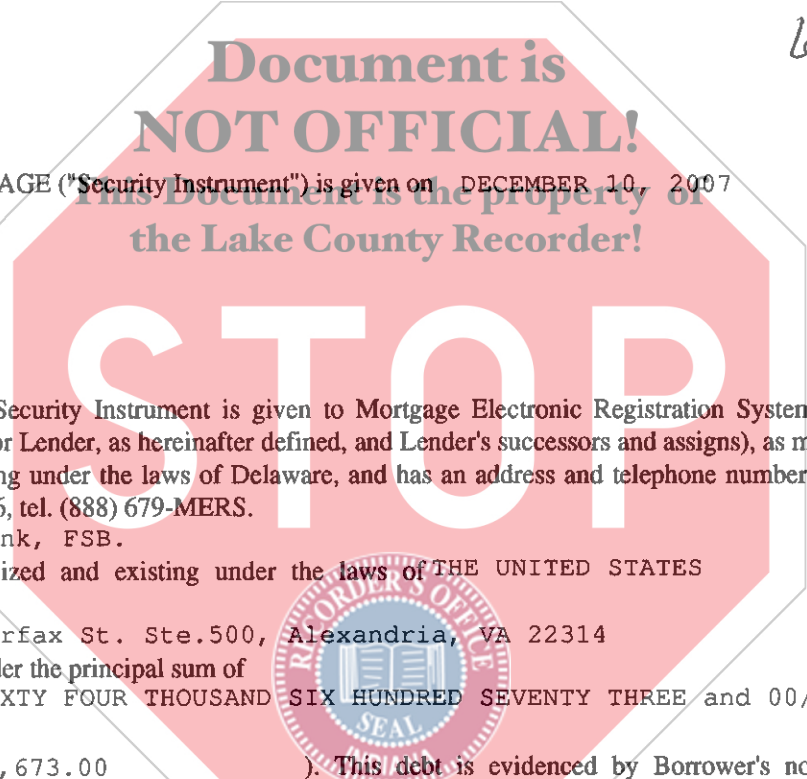 Document is
NOT OFFICIAL!
AGE ("Security Instrument") is given on DECEMBER 10, 2007
This Document is the property of
the Lake County Recorder!
STOP
Security Instrument is given to Mortgage Electronic Registration System
or Lender, as hereinafter defined, and Lender's successors and assigns), as m
ng under the laws of Delaware, and has an address and telephone number
6, tel. (888) 679-MERS.
nk, FSB.
ized and existing under the laws of THE UNITED STATES
rfax St. Ste.500, Alexandria, VA 22314
der the principal sum of
XTY FOUR THOUSAND SIX HUNDRED SEVENTY THREE and 00/
,673.00 ). This debt is evidenced by Borrower's no
RECORDER'S OFFICE
SEAL
INDIANA